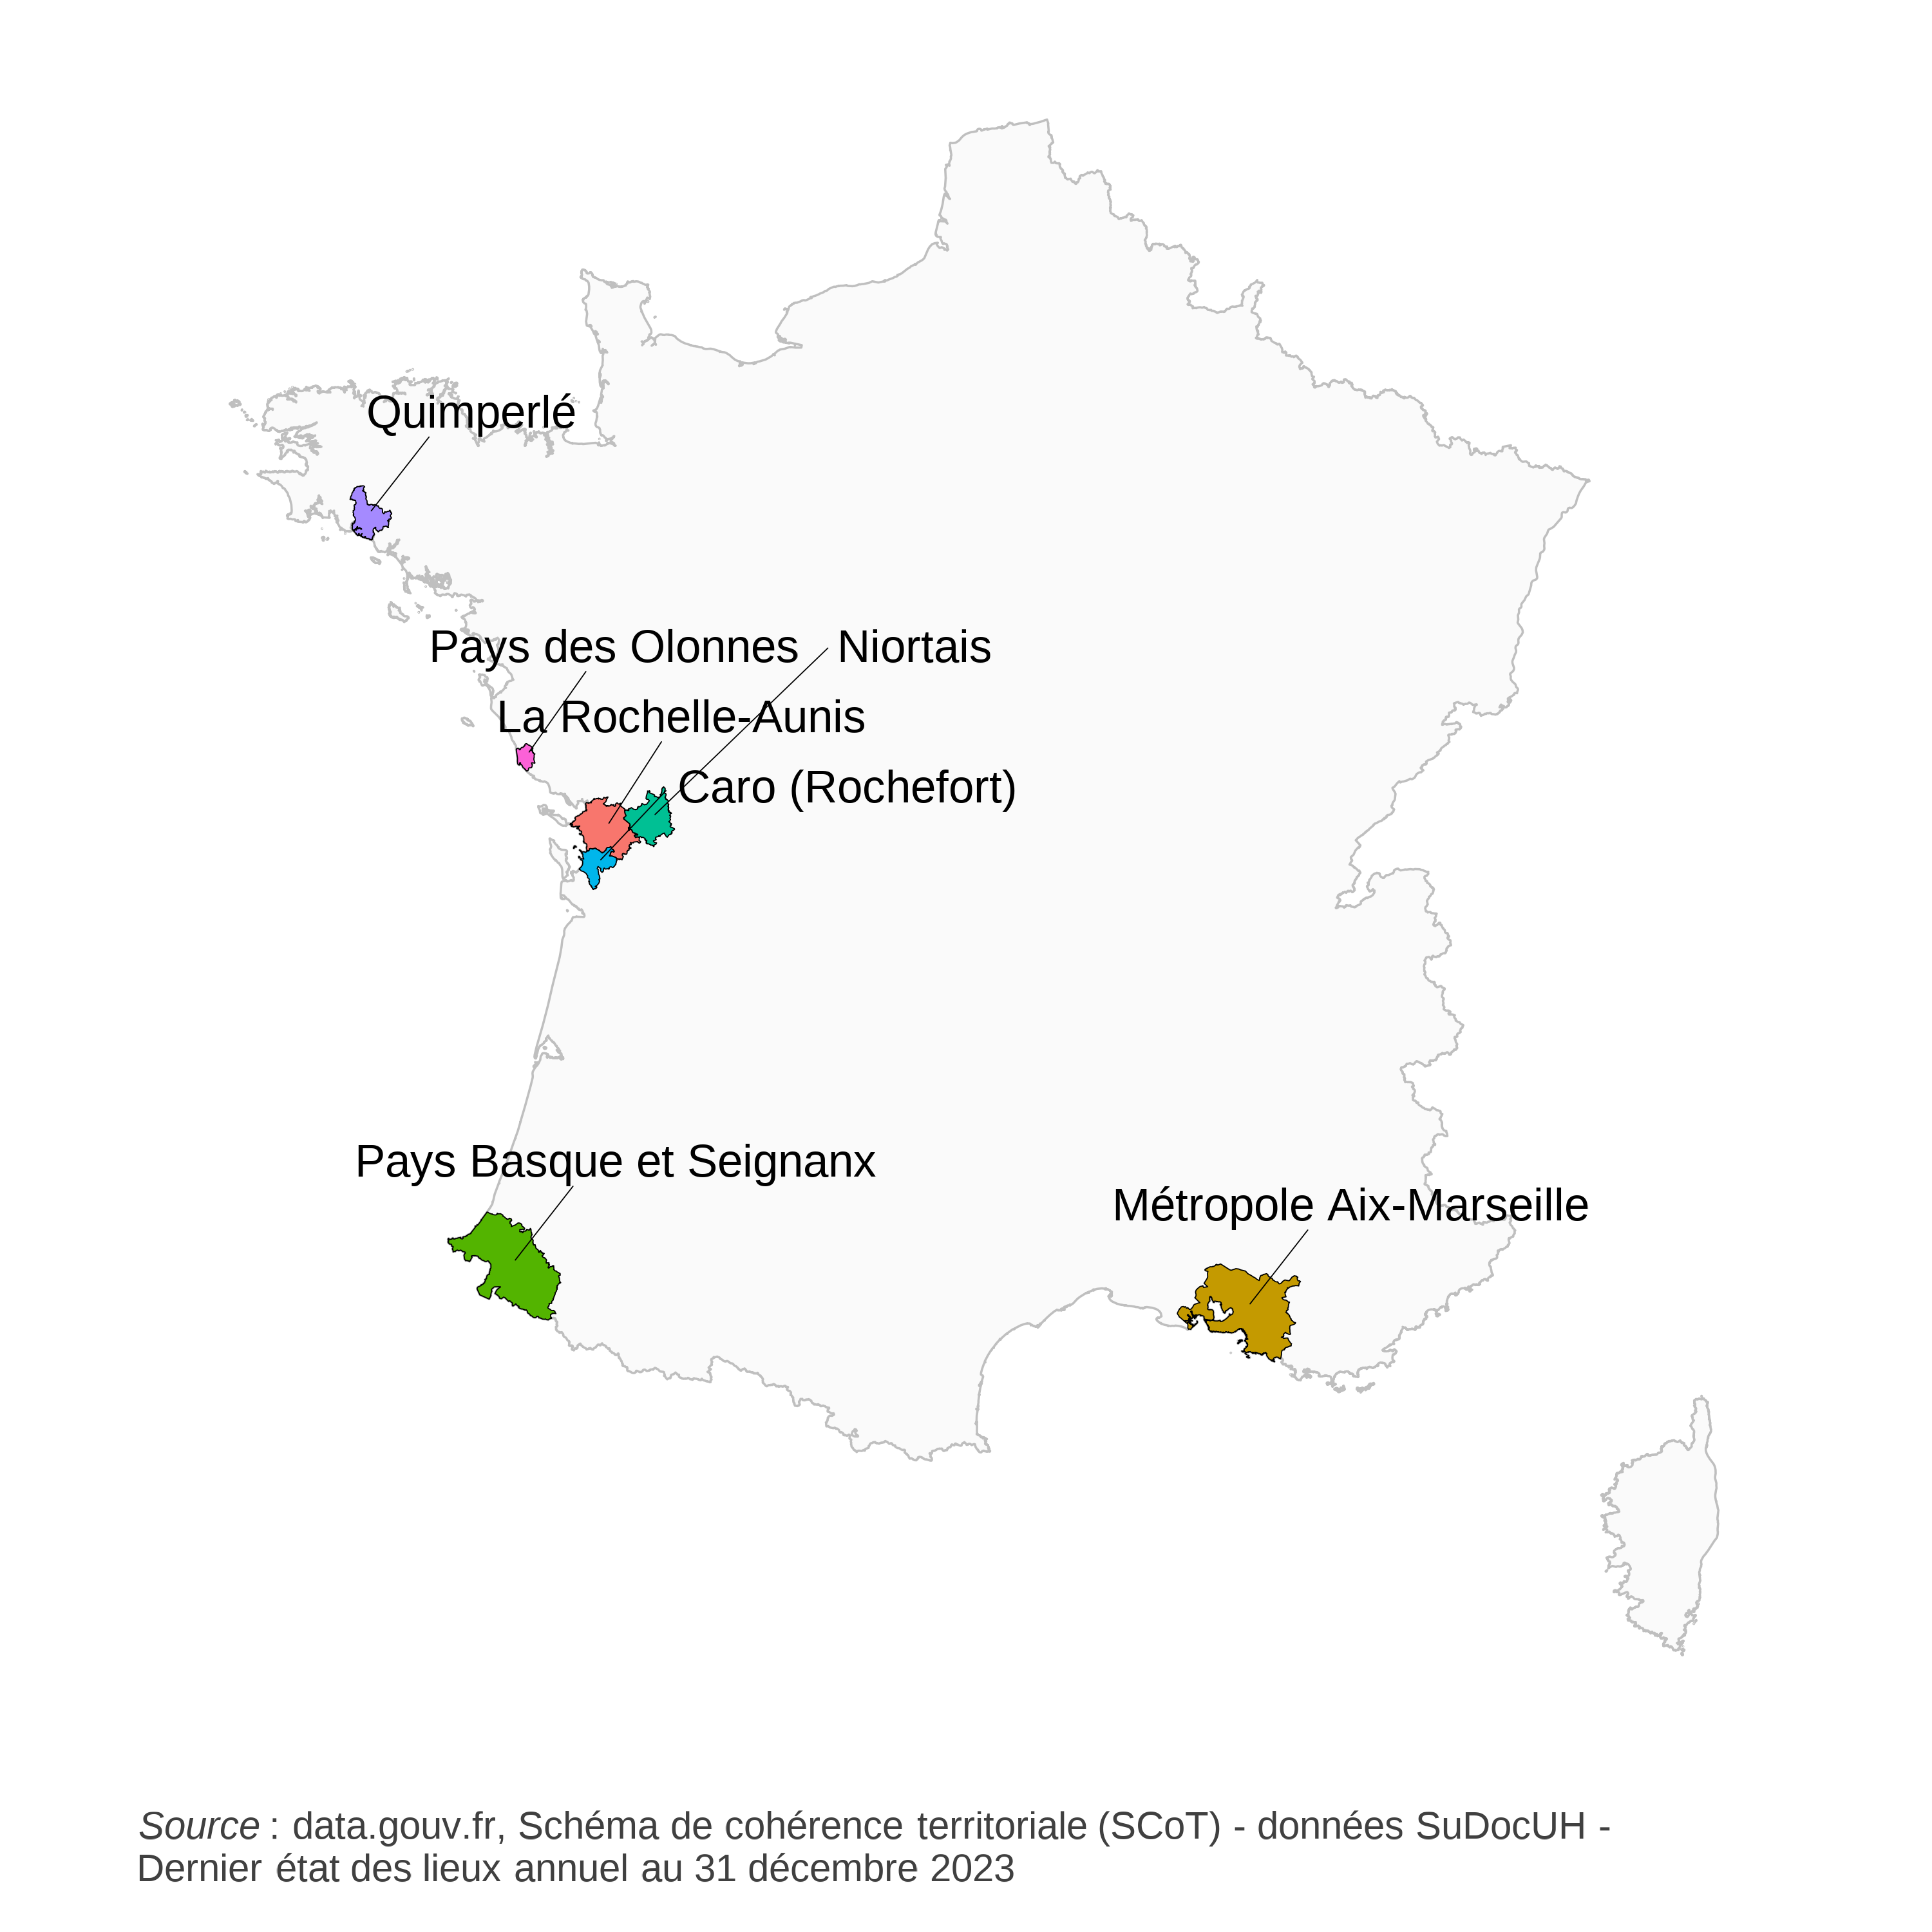 Quimperlé
Pays des Olonnes
Niortais
La Rochelle-Aunis
Caro (Rochefort)
Pays Basque et Seignanx
Métropole Aix-Marseille
Source : data.gouv.fr, Schéma de cohérence territoriale (SCoT) - données SuDocUH -
Dernier état des lieux annuel au 31 décembre 2023